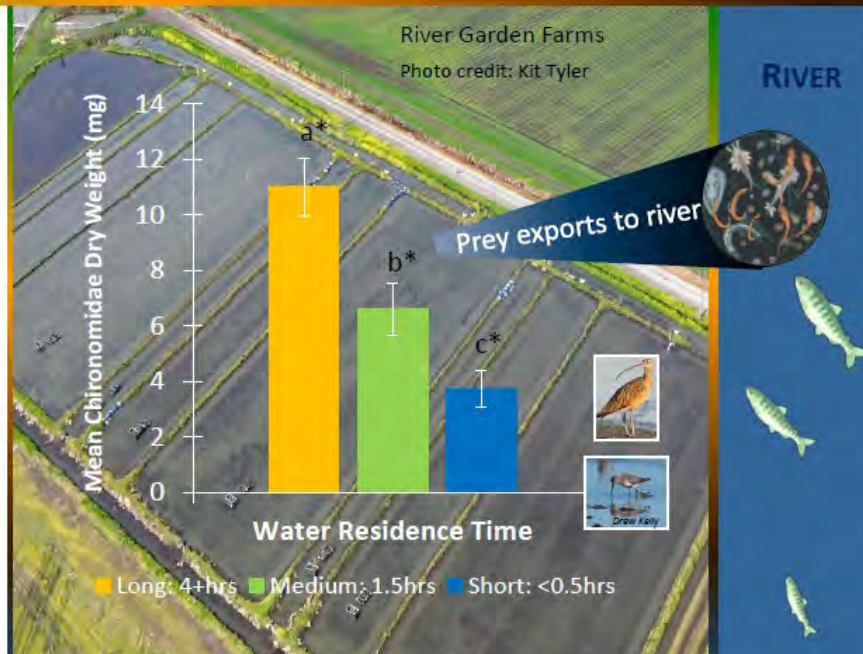 River Garden Farms
Photo credit: Kit Tyler
RIVER
Mean Chironomidae Dry Weight (mg)
14
12
10
8
6
4
2
0
a*
b*
c*
Prey exports to river
Drew Kelly
Water Residence Time
Long: 4+hrs Medium: 1.5hrs Short: <0.5hrs